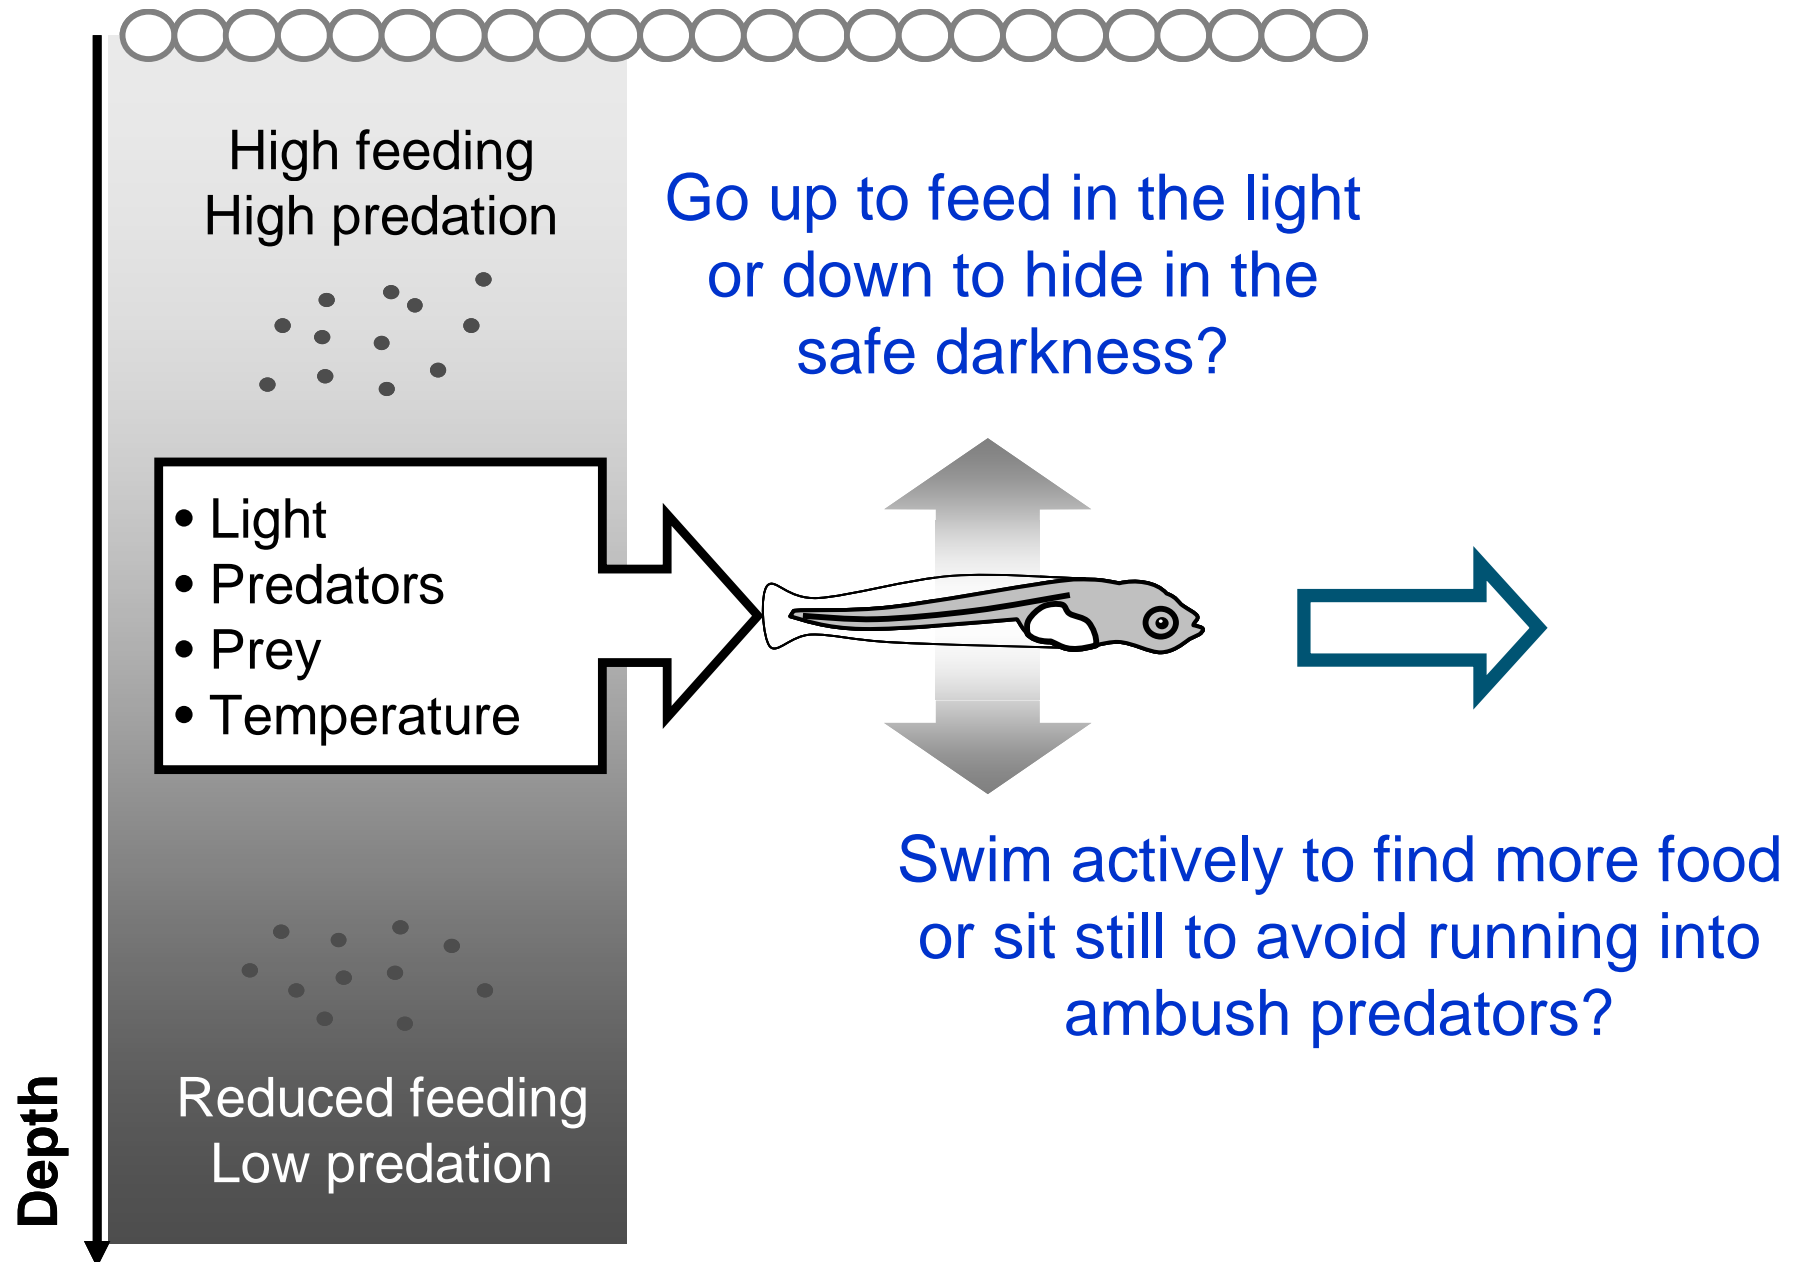 High feeding
High predation
Go up to feed in the light
or down to hide in the
safe darkness?
• Light
• Predators
• Prey
• Temperature
Swim actively to find more food
or sit still to avoid running into
ambush predators?
Reduced feeding
Low predation
Depth